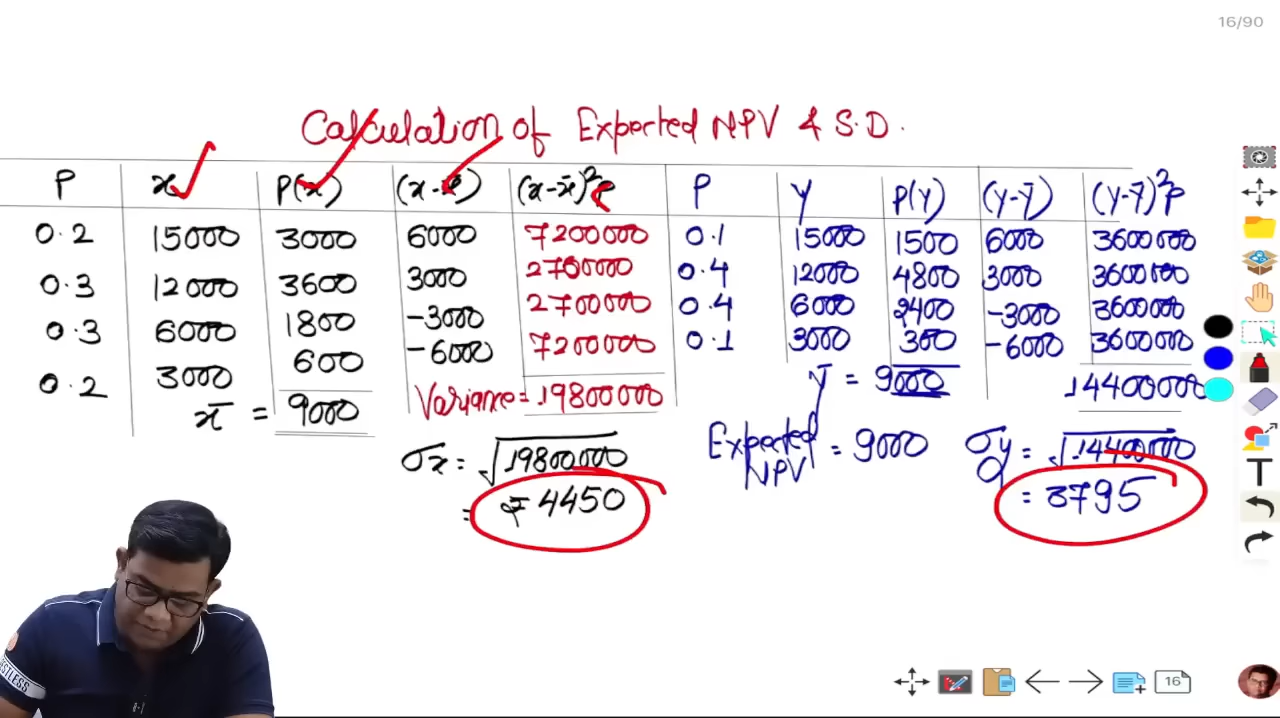 16/90
Calculation of Expected NPV & S.D.
P x P(x) (x-x̄) (x-x̄)²P P Y P(Y) (Y-Ȳ) (Y-Ȳ)²P
0.2 15000 3000 6000 7200000 0.1 15000 1500 6000 3600000
0.3 12000 3600 3000 2700000 0.4 12000 4800 3000 3600000
0.3 6000 1800 -3000 2700000 0.4 6000 2400 -3000 3600000
0.2 3000 600 -6000 7200000 0.1 3000 300 -6000 3600000
x̄ = 9000 Variance = 19800000 Ȳ = 9000 14400000
σx = √19800000 Expected NPV = 9000 σy = √14400000
= ₹ 4450 = 3795
T
16